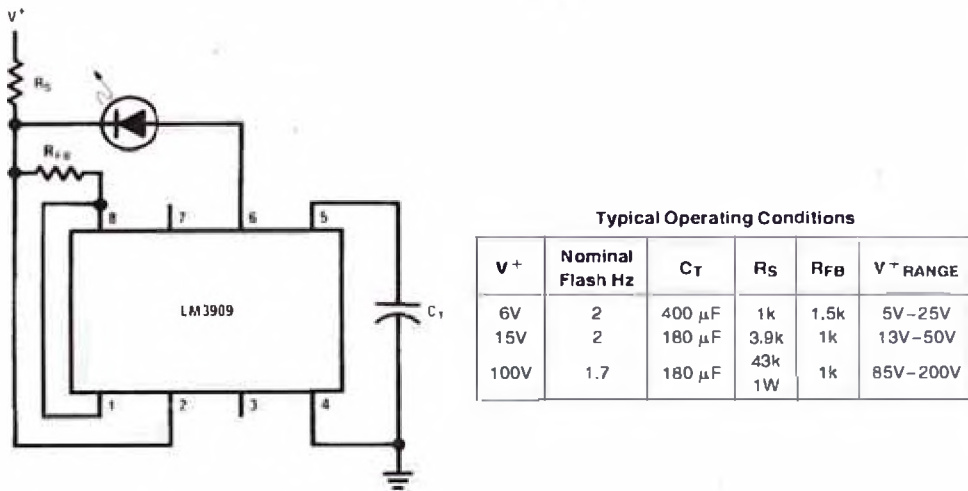 V+
RS
RFB
8
7
6
5
LM3909
CT
1
2
3
4
Typical Operating Conditions
V+ Nominal Flash Hz CT RS RFB V+RANGE
6V 2 400 μF 1k 1.5k 5V–25V
15V 2 180 μF 3.9k 1k 13V–50V
100V 1.7 180 μF 43k 1W 1k 85V–200V